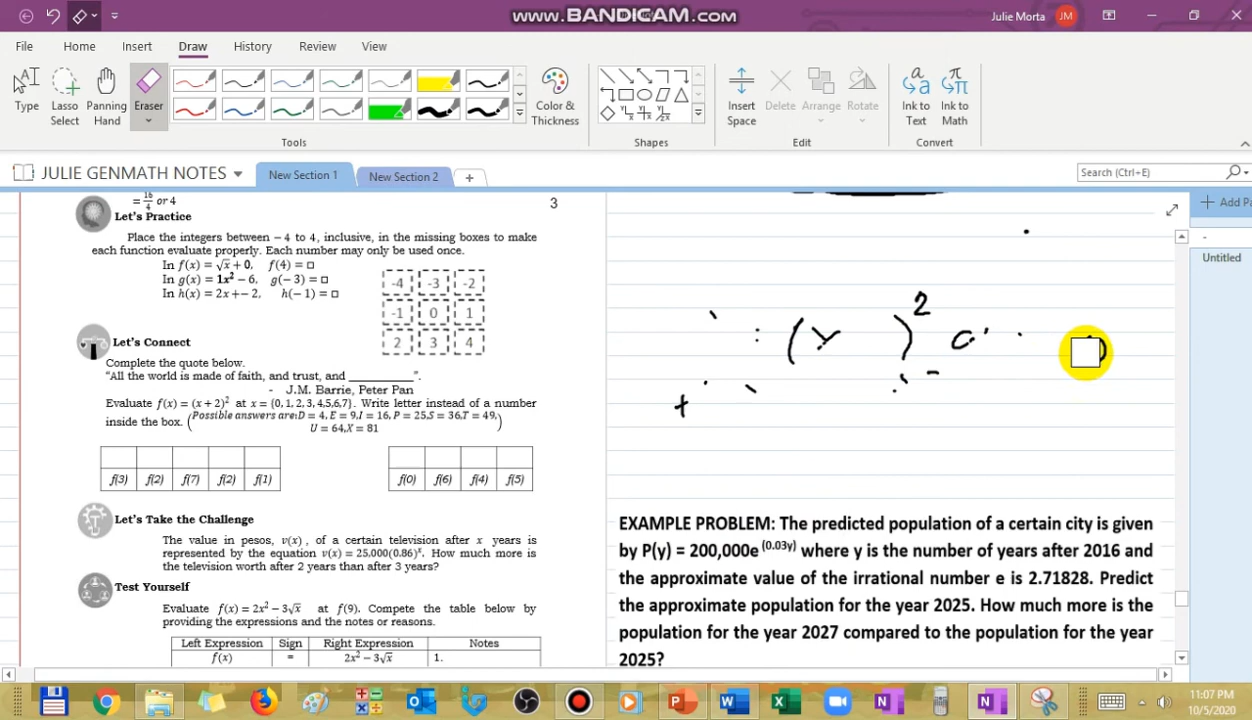 www.BANDICAM.com
Julie Morta JM
File Home Insert Draw History Review View
Type Lasso Select Panning Hand Eraser Color & Thickness Insert Space Delete Arrange Rotate Ink to Text Ink to Math
Tools Shapes Edit Convert
JULIE GENMATH NOTES New Section 1 New Section 2 + Search (Ctrl+E)
= 16/4 or 4
3
Add Pa
Untitled
Let's Practice
Place the integers between − 4 to 4, inclusive, in the missing boxes to make
each function evaluate properly. Each number may only be used once.
In f(x) = √x + 0, f(4) = □
In g(x) = 1x² − 6, g(− 3) = □
In h(x) = 2x +− 2, h(− 1) = □
-4 -3 -2
-1 0 1
2 3 4
Let's Connect
Complete the quote below.
"All the world is made of faith, and trust, and ___________".
- J.M. Barrie, Peter Pan
Evaluate f(x) = (x + 2)² at x = {0, 1, 2, 3, 4,5,6,7}. Write letter instead of a number
inside the box. (Possible answers are:D = 4, E = 9, I = 16, P = 25, S = 36, T = 49,
U = 64, X = 81)
f(3) f(2) f(7) f(2) f(1)
f(0) f(6) f(4) f(5)
Let's Take the Challenge
The value in pesos, v(x), of a certain television after x years is
represented by the equation v(x) = 25,000(0.86)ˣ. How much more is
the television worth after 2 years than after 3 years?
Test Yourself
Evaluate f(x) = 2x² − 3√x at f(9). Compete the table below by
providing the expressions and the notes or reasons.
Left Expression Sign Right Expression Notes
f(x) = 2x² − 3√x 1.
2
+
EXAMPLE PROBLEM: The predicted population of a certain city is given
by P(y) = 200,000e (0.03y) where y is the number of years after 2016 and
the approximate value of the irrational number e is 2.71828. Predict
the approximate population for the year 2025. How much more is the
population for the year 2027 compared to the population for the year
2025?
11:07 PM
10/5/2020